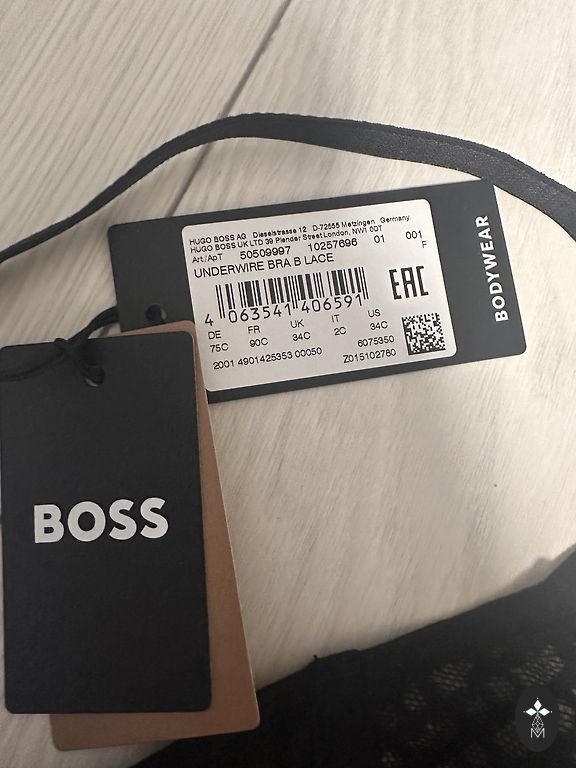 HUGO BOSS AG Dieselstrasse 12 D-72555 Metzingen Germany
HUGO BOSS UK LTD 39 Plender Street London, NW1 0DT
Art./ApT 50509997 10257696 01 001
UNDERWIRE BRA B LACE F
4 063541 406591
EAC
DE FR UK IT US
75C 90C 34C 2C 34C
2001 4901425353 00050
6075350
Z015102780
BODYWEAR
BOSS
M